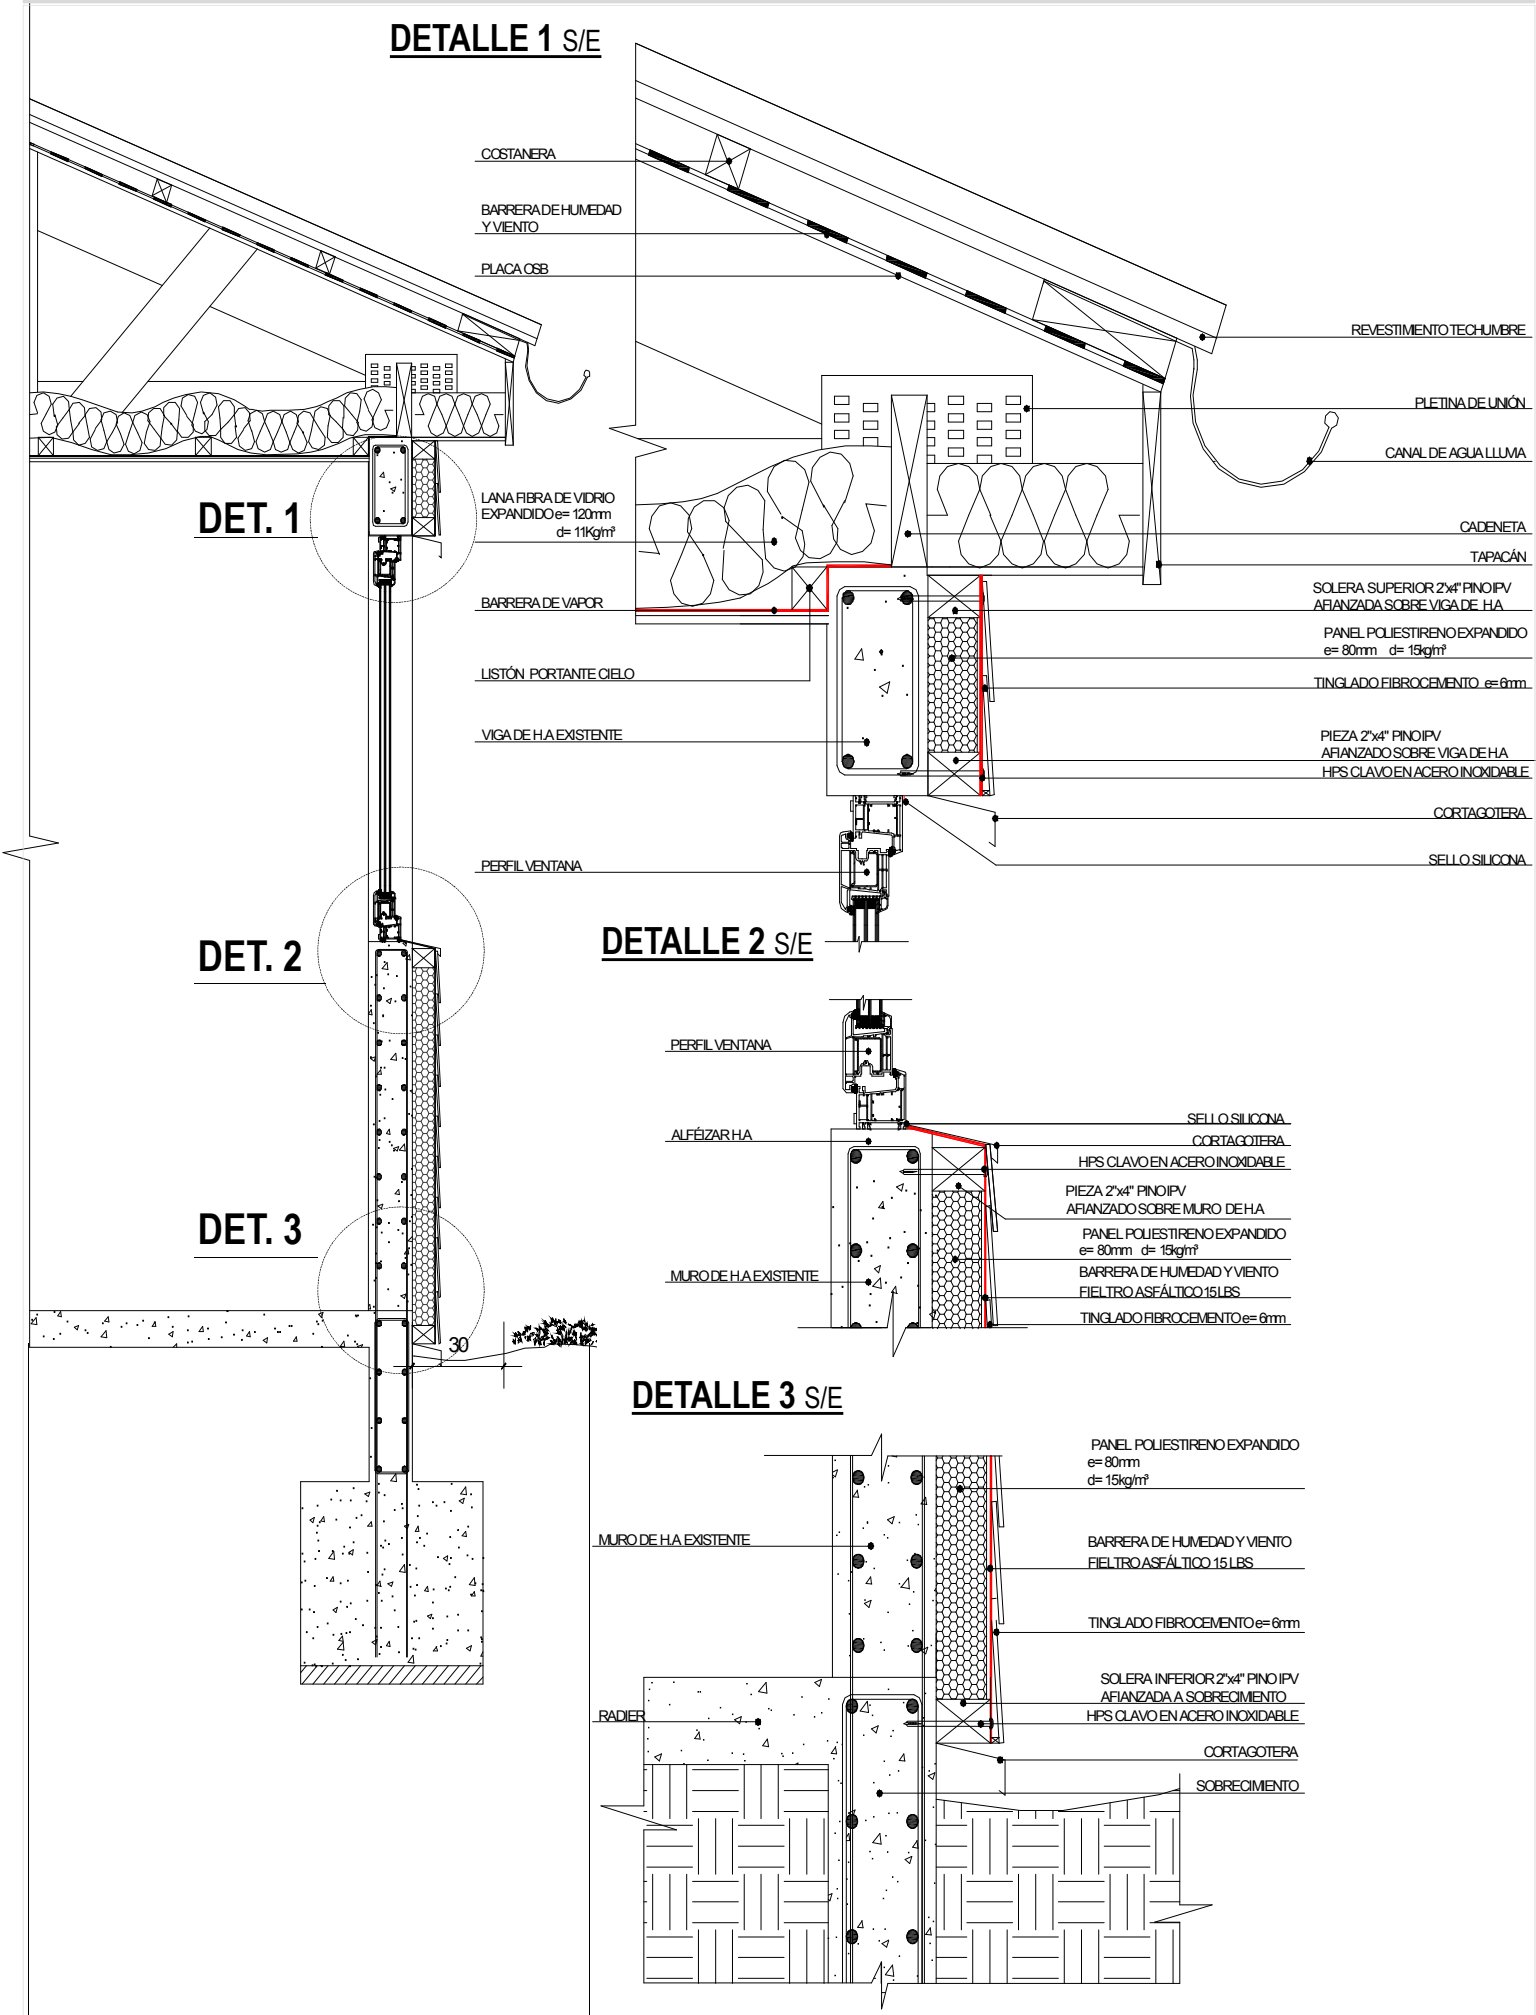 DETALLE 1 S/E
COSTANERA
BARRERA DE HUMEDAD
Y VIENTO
PLACA OSB
REVESTIMIENTO TECHUMBRE
PLETINA DE UNIÓN
CANAL DE AGUA LLUVIA
DET. 1
LANA FIBRA DE VIDRIO
EXPANDIDO e= 120mm
d= 11Kg/m³
CADENETA
TAPACÁN
BARRERA DE VAPOR
SOLERA SUPERIOR 2"x4" PINO IPV
AFIANZADA SOBRE VIGA DE H.A
PANEL POLIESTIRENO EXPANDIDO
e= 80mm d= 15kg/m³
LISTÓN PORTANTE CIELO
TINGLADO FIBROCEMENTO e= 6mm
VIGA DE H.A EXISTENTE
PIEZA 2"x4" PINO IPV
AFIANZADO SOBRE VIGA DE H.A
HPS CLAVO EN ACERO INOXIDABLE
CORTAGOTERA
PERFIL VENTANA
SELLO SILICONA
DET. 2
DETALLE 2 S/E
PERFIL VENTANA
SELLO SILICONA
ALFÉIZAR H.A
CORTAGOTERA
HPS CLAVO EN ACERO INOXIDABLE
PIEZA 2"x4" PINO IPV
AFIANZADO SOBRE MURO DE H.A
PANEL POLIESTIRENO EXPANDIDO
e= 80mm d= 15kg/m³
MURO DE H.A EXISTENTE
BARRERA DE HUMEDAD Y VIENTO
FIELTRO ASFÁLTICO 15 LBS
TINGLADO FIBROCEMENTO e= 6mm
DET. 3
30
DETALLE 3 S/E
PANEL POLIESTIRENO EXPANDIDO
e= 80mm
d= 15kg/m³
MURO DE H.A EXISTENTE
BARRERA DE HUMEDAD Y VIENTO
FIELTRO ASFÁLTICO 15 LBS
TINGLADO FIBROCEMENTO e= 6mm
SOLERA INFERIOR 2"x4" PINO IPV
AFIANZADA A SOBRECIMIENTO
RADIER
HPS CLAVO EN ACERO INOXIDABLE
CORTAGOTERA
SOBRECIMIENTO